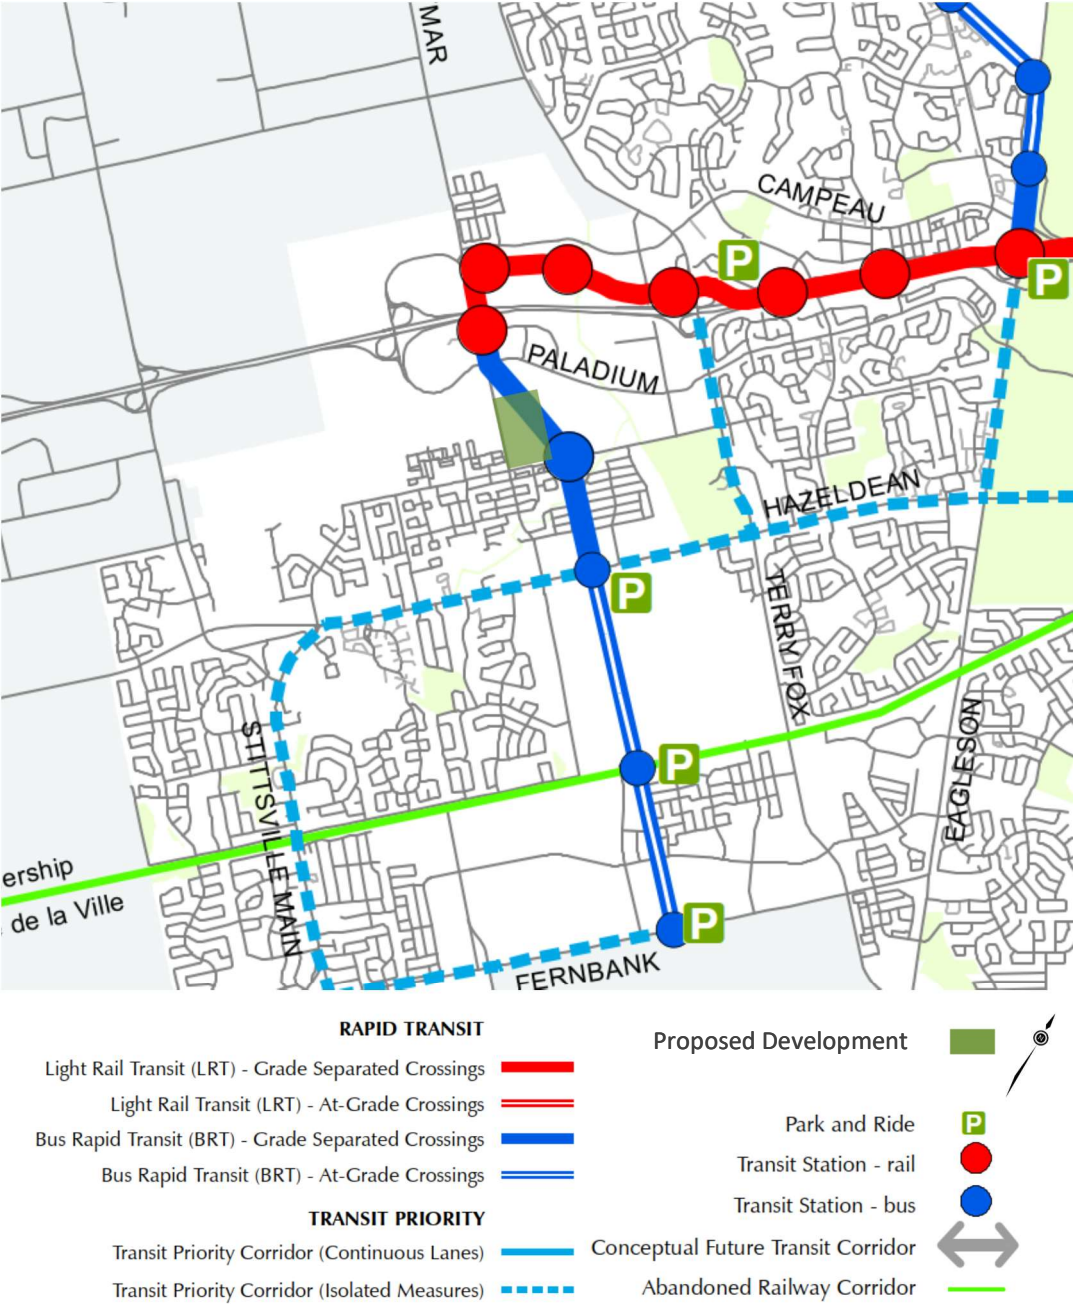 MAR
CAMPEAU
P
P
PALADIUM
HAZELDEAN
P
TERRY FOX
STITTSVILLE MAIN
P
EAGLESON
ership
de la Ville
P
FERNBANK
RAPID TRANSIT
Light Rail Transit (LRT) - Grade Separated Crossings
Light Rail Transit (LRT) - At-Grade Crossings
Bus Rapid Transit (BRT) - Grade Separated Crossings
Bus Rapid Transit (BRT) - At-Grade Crossings
TRANSIT PRIORITY
Transit Priority Corridor (Continuous Lanes)
Transit Priority Corridor (Isolated Measures)
Proposed Development
Park and Ride P
Transit Station - rail
Transit Station - bus
Conceptual Future Transit Corridor
Abandoned Railway Corridor